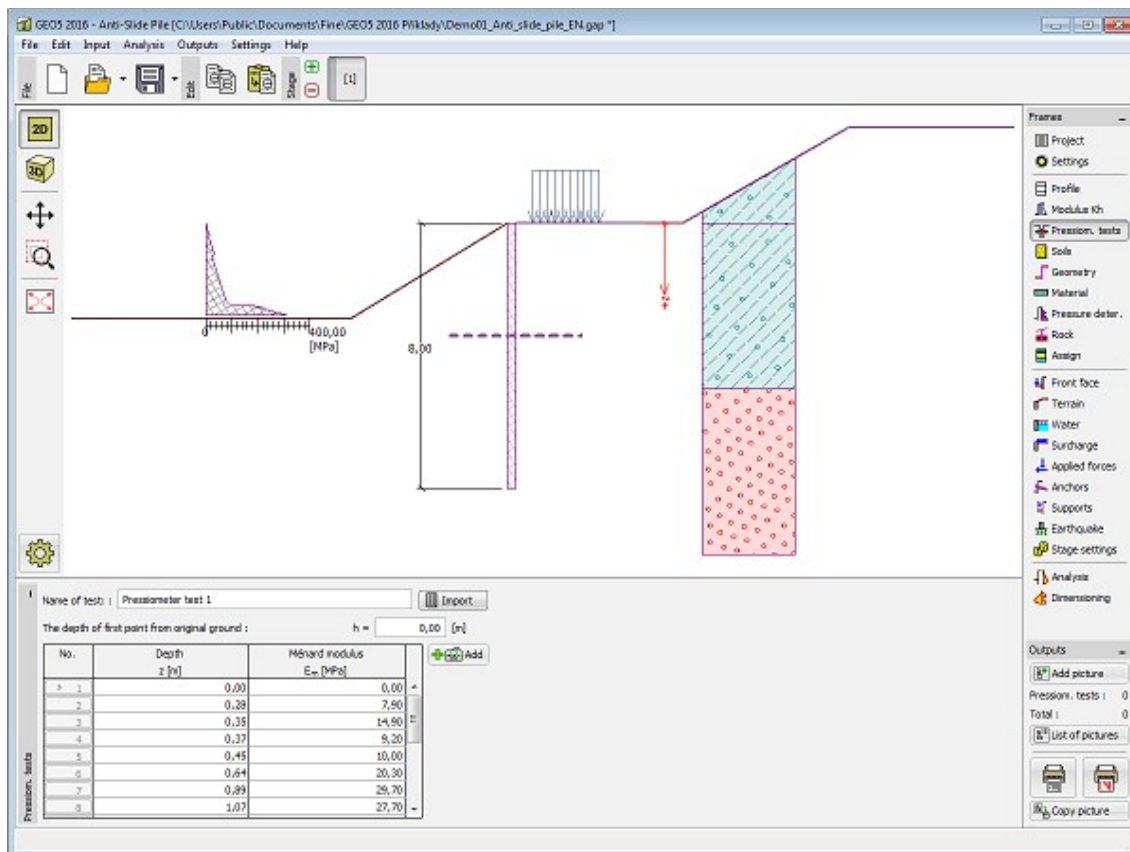 GEO5 2016 - Anti-Slide Pile [C:\Users\Public\Documents\Fine\GEO5 2016 Příklady\Demo01_Anti_slide_pile_EN.gap *]
File Edit Input Analysis Outputs Settings Help
File
Edit
Stage
[1]
2D
3D
0
400,00
[MPa]
8,00
+z
Frames
Project
Settings
Profile
Modulus Kh
Pressiom. tests
Soils
Geometry
Material
Pressure deter.
Rock
Assign
Front face
Terrain
Water
Surcharge
Applied forces
Anchors
Supports
Earthquake
Stage settings
Analysis
Dimensioning
Outputs
Add picture
Pressiom. tests : 0
Total : 0
List of pictures
Copy picture
Pressiom. tests
Name of test : Pressiometer test 1 Import
The depth of first point from original ground : h = 0,00 [m]
No. Depth Ménard modulus Add
z [m] Em [MPa]
> 1 0,00 0,00
2 0,28 7,90
3 0,35 14,90
4 0,37 9,20
5 0,45 10,00
6 0,64 20,30
7 0,89 29,70
8 1,07 27,70